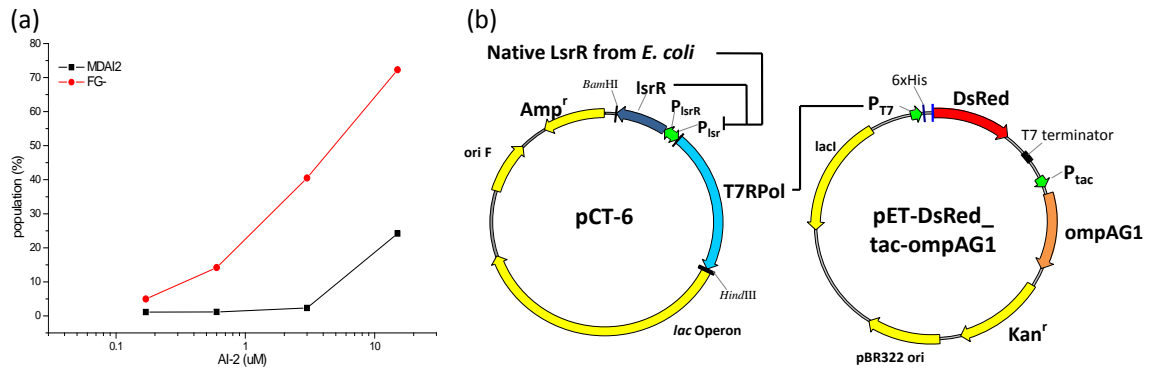 (a)
80
70
60
50
40
30
20
10
0
population (%)
MDAI2
FG-
0.1
1
10
AI-2 (uM)
(b)
Native LsrR from E. coli
BamHI
lsrR
PlsrR
Plsr
Ampr
ori F
T7RPol
pCT-6
HindIII
lac Operon
6xHis
PT7
DsRed
T7 terminator
Ptac
lacI
pET-DsRed_
tac-ompAG1
ompAG1
Kanr
pBR322 ori